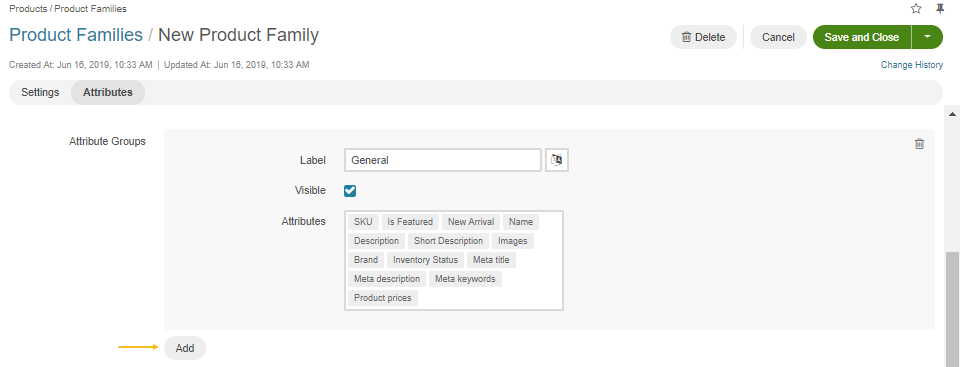 Products / Product Families
Product Families / New Product Family
Delete
Cancel
Save and Close
Created At: Jun 16, 2019, 10:33 AM | Updated At: Jun 16, 2019, 10:33 AM
Change History
Settings
Attributes
Attribute Groups
Label
General
Visible
Attributes
SKU Is Featured New Arrival Name
Description Short Description Images
Brand Inventory Status Meta title
Meta description Meta keywords
Product prices
Add